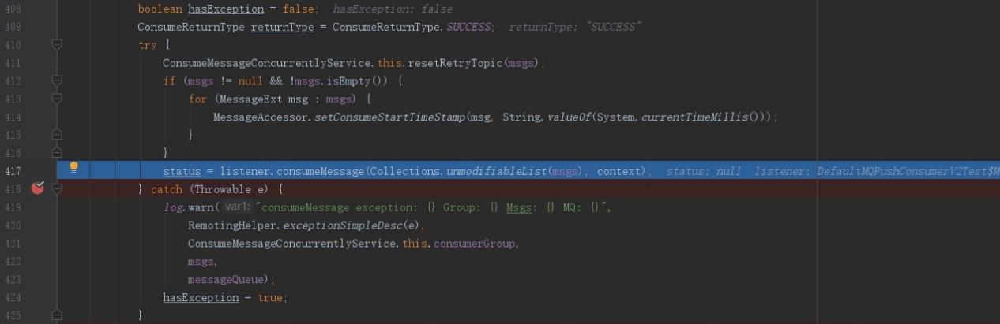 408 boolean hasException = false; hasException: false
409 ConsumeReturnType returnType = ConsumeReturnType.SUCCESS; returnType: "SUCCESS"
410 try {
411 ConsumeMessageConcurrentlyService.this.resetRetryTopic(msgs);
412 if (msgs != null && !msgs.isEmpty()) {
413 for (MessageExt msg : msgs) {
414 MessageAccessor.setConsumeStartTimeStamp(msg, String.valueOf(System.currentTimeMillis()));
415 }
416 }
417 status = listener.consumeMessage(Collections.unmodifiableList(msgs), context); status: null listener: DefaultMQPushConsumerV2Test$M
418 } catch (Throwable e) {
419 log.warn( var1: "consumeMessage exception: {} Group: {} Msgs: {} MQ: {}",
420 RemotingHelper.exceptionSimpleDesc(e),
421 ConsumeMessageConcurrentlyService.this.consumerGroup,
422 msgs,
423 messageQueue);
424 hasException = true;
425 }